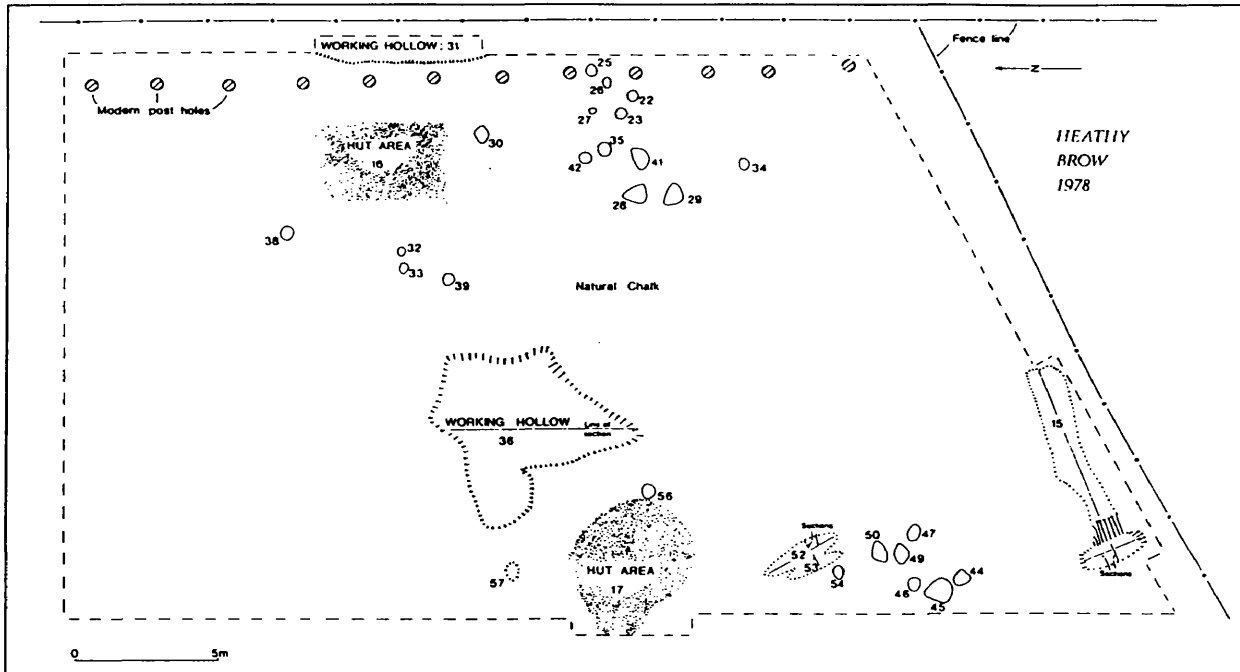 WORKING HOLLOW : 31
Fence line
N
Modern post holes
25
26
22
27
23
HEATHY
BROW
1978
HUT AREA
16
30
35
42
41
34
28
29
38
32
33
39
Natural Chalk
WORKING HOLLOW
36
Line of
section
15
56
57
HUT AREA
17
Sections
52
53
54
50
47
49
46
45
44
Sections
0 5m